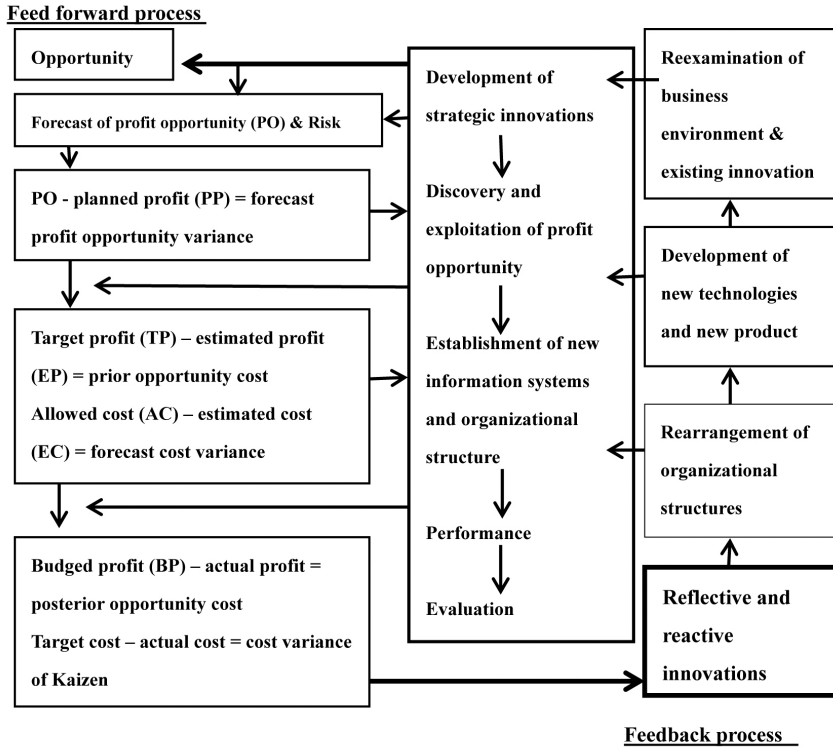 Feed forward process
Opportunity
Forecast of profit opportunity (PO) & Risk
PO - planned profit (PP) = forecast
profit opportunity variance
Target profit (TP) – estimated profit
(EP) = prior opportunity cost
Allowed cost (AC) – estimated cost
(EC) = forecast cost variance
Budged profit (BP) – actual profit =
posterior opportunity cost
Target cost – actual cost = cost variance
of Kaizen
Development of
strategic innovations
Discovery and
exploitation of profit
opportunity
Establishment of new
information systems
and organizational
structure
Performance
Evaluation
Reexamination of
business
environment &
existing innovation
Development of
new technologies
and new product
Rearrangement of
organizational
structures
Reflective and
reactive
innovations
Feedback process